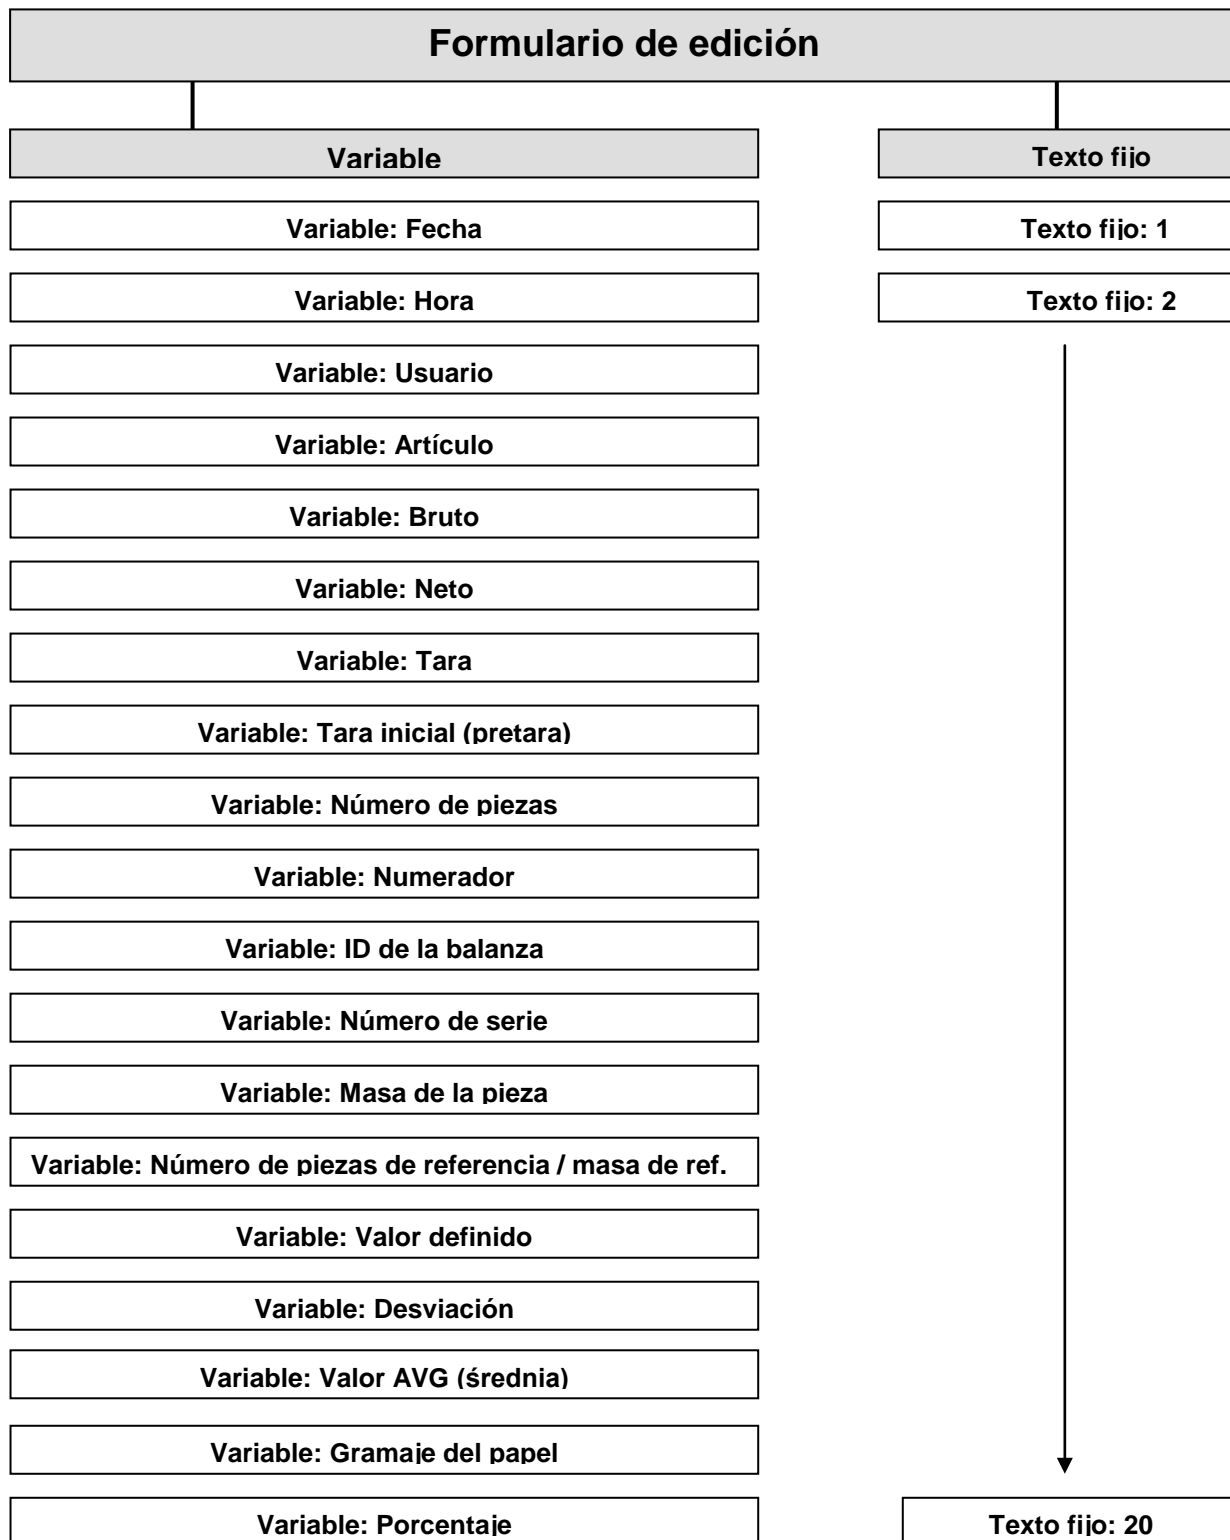 Formulario de edición
Variable
Texto fijo
Variable: Fecha
Texto fijo: 1
Variable: Hora
Texto fijo: 2
Variable: Usuario
Variable: Artículo
Variable: Bruto
Variable: Neto
Variable: Tara
Variable: Tara inicial (pretara)
Variable: Número de piezas
Variable: Numerador
Variable: ID de la balanza
Variable: Número de serie
Variable: Masa de la pieza
Variable: Número de piezas de referencia / masa de ref.
Variable: Valor definido
Variable: Desviación
Variable: Valor AVG (średnia)
Variable: Gramaje del papel
Variable: Porcentaje
Texto fijo: 20